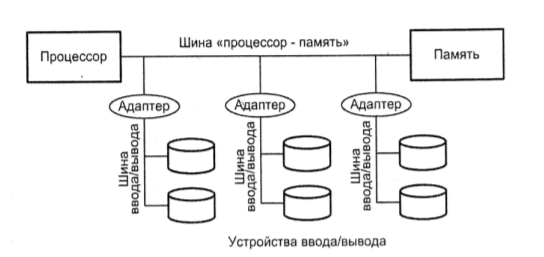 Шина «процессор - память»
Процессор
Память
Адаптер
Адаптер
Адаптер
Шина
ввода/вывода
Шина
ввода/вывода
Шина
ввода/вывода
Устройства ввода/вывода